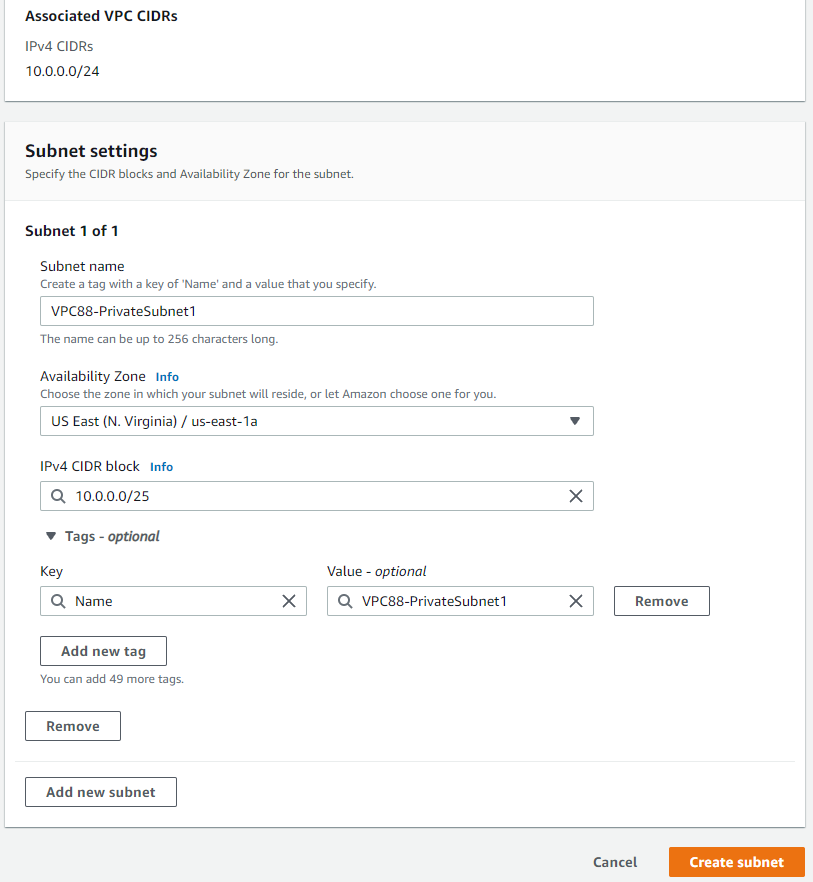 Associated VPC CIDRs
IPv4 CIDRs
10.0.0.0/24
Subnet settings
Specify the CIDR blocks and Availability Zone for the subnet.
Subnet 1 of 1
Subnet name
Create a tag with a key of 'Name' and a value that you specify.
VPC88-PrivateSubnet1
The name can be up to 256 characters long.
Availability Zone Info
Choose the zone in which your subnet will reside, or let Amazon choose one for you.
US East (N. Virginia) / us-east-1a
IPv4 CIDR block Info
10.0.0.0/25
Tags - optional
Key Value - optional
Name VPC88-PrivateSubnet1 Remove
Add new tag
You can add 49 more tags.
Remove
Add new subnet
Cancel Create subnet